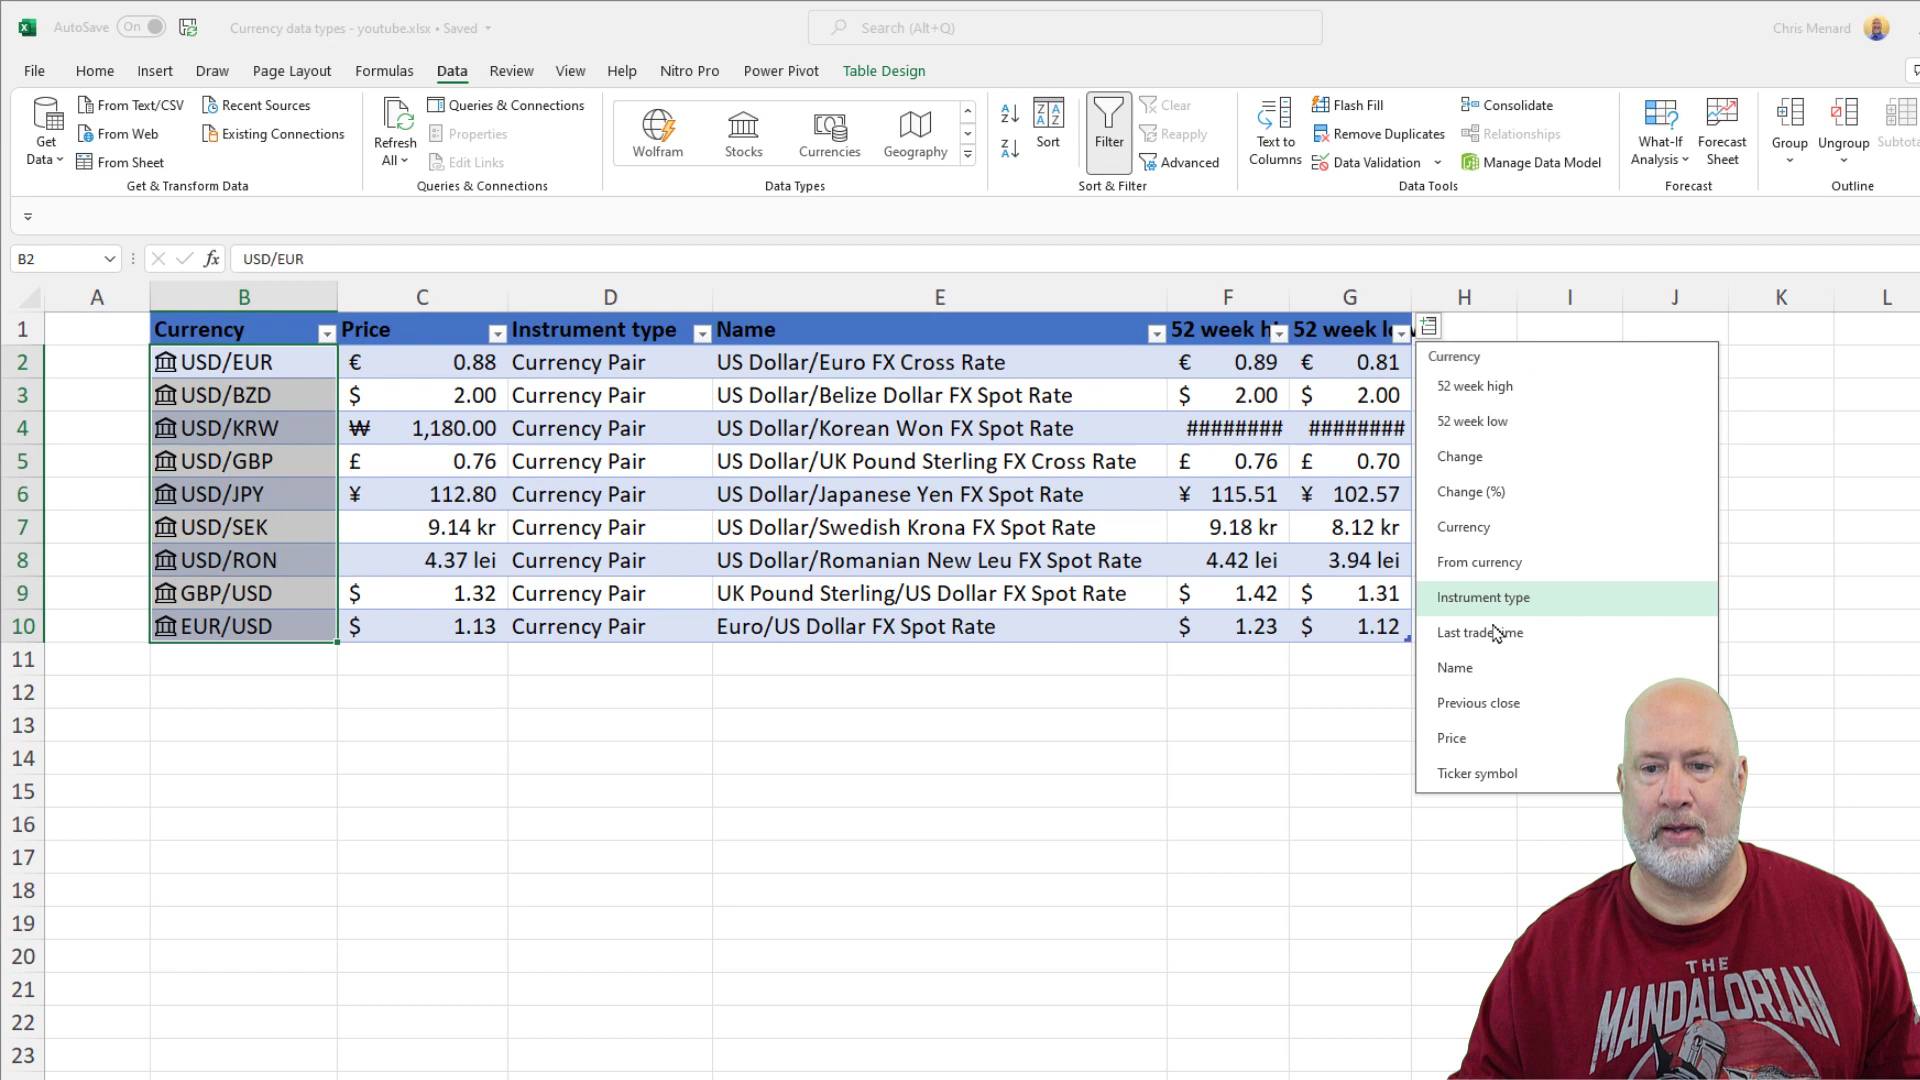 AutoSave On Currency data types - youtube.xlsx • Saved Search (Alt+Q) Chris Menard
File Home Insert Draw Page Layout Formulas Data Review View Help Nitro Pro Power Pivot Table Design
Get Data
From Text/CSV
From Web
From Sheet
Recent Sources
Existing Connections
Get & Transform Data
Refresh All
Queries & Connections
Properties
Edit Links
Queries & Connections
Wolfram Stocks Currencies Geography
Data Types
Sort
Filter
Clear
Reapply
Advanced
Sort & Filter
Text to Columns
Flash Fill
Remove Duplicates
Data Validation
Consolidate
Relationships
Manage Data Model
Data Tools
What-If Analysis
Forecast Sheet
Forecast
Group
Ungroup
Outline
B2 fx USD/EUR
A B C D E F G H I J K L
1 Currency Price Instrument type Name 52 week 52 week
2 USD/EUR € 0.88 Currency Pair US Dollar/Euro FX Cross Rate € 0.89 € 0.81
3 USD/BZD $ 2.00 Currency Pair US Dollar/Belize Dollar FX Spot Rate $ 2.00 $ 2.00
4 USD/KRW ₩ 1,180.00 Currency Pair US Dollar/Korean Won FX Spot Rate ######## ########
5 USD/GBP £ 0.76 Currency Pair US Dollar/UK Pound Sterling FX Cross Rate £ 0.76 £ 0.70
6 USD/JPY ¥ 112.80 Currency Pair US Dollar/Japanese Yen FX Spot Rate ¥ 115.51 ¥ 102.57
7 USD/SEK 9.14 kr Currency Pair US Dollar/Swedish Krona FX Spot Rate 9.18 kr 8.12 kr
8 USD/RON 4.37 lei Currency Pair US Dollar/Romanian New Leu FX Spot Rate 4.42 lei 3.94 lei
9 GBP/USD $ 1.32 Currency Pair UK Pound Sterling/US Dollar FX Spot Rate $ 1.42 $ 1.31
10 EUR/USD $ 1.13 Currency Pair Euro/US Dollar FX Spot Rate $ 1.23 $ 1.12
11
12
13
14
15
16
17
18
19
20
21
22
23
Currency
52 week high
52 week low
Change
Change (%)
Currency
From currency
Instrument type
Last trade
Name
Previous close
Price
Ticker symbol
THE
MANDALORIAN